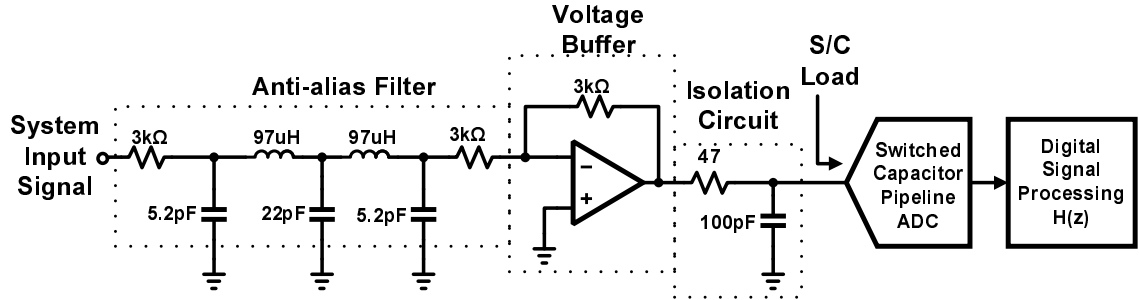 Voltage
Buffer
S/C
Load
Anti-alias Filter
Isolation
Circuit
System
Input
Signal
3kΩ
97uH
97uH
3kΩ
3kΩ
47
5.2pF
22pF
5.2pF
−
+
100pF
Switched
Capacitor
Pipeline
ADC
Digital
Signal
Processing
H(z)